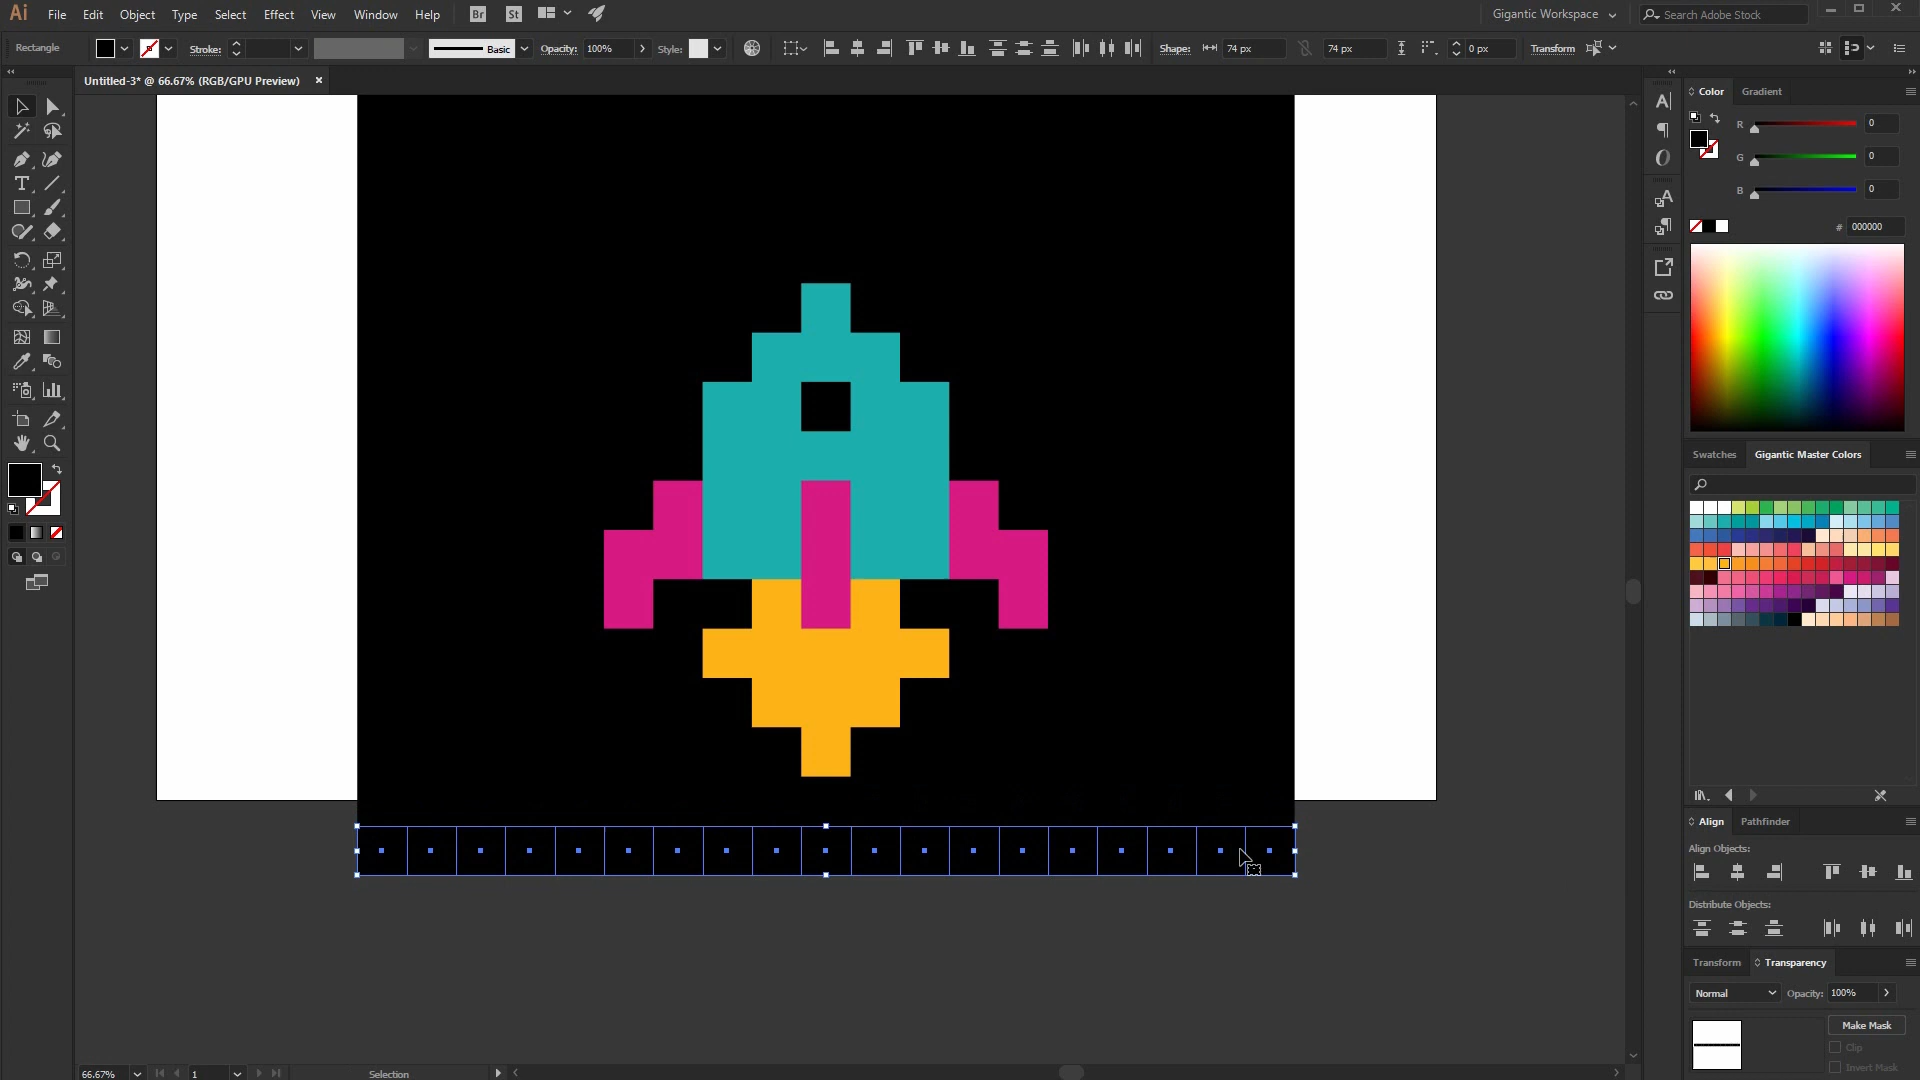 Ai File Edit Object Type Select Effect View Window Help Br St Gigantic Workspace Search Adobe Stock
Rectangle Stroke: Basic Opacity: 100% Style: Shape: 74 px 74 px 0 px Transform
Untitled-3* @ 66.67% (RGB/GPU Preview) ×
Color Gradient
R 0
G 0
B 0
# 000000
Swatches Gigantic Master Colors
Align Pathfinder
Align Objects:
Distribute Objects:
Transform Transparency
Normal Opacity: 100%
Make Mask
Clip
Invert Mask
66.67% 1 Selection